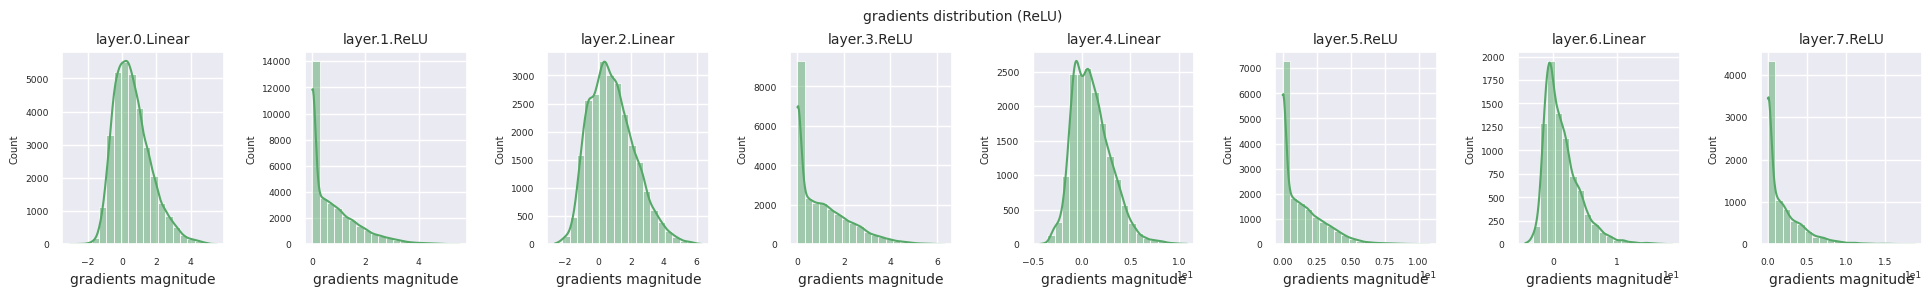 gradients distribution (ReLU)
layer.0.Linear
5000
4000
3000
2000
1000
0
Count
−2 0 2 4
gradients magnitude
layer.1.ReLU
14000
12000
10000
8000
6000
4000
2000
0
Count
0 2 4
gradients magnitude
layer.2.Linear
3000
2500
2000
1500
1000
500
0
Count
−2 0 2 4 6
gradients magnitude
layer.3.ReLU
8000
6000
4000
2000
0
Count
0 2 4 6
gradients magnitude
layer.4.Linear
2500
2000
1500
1000
500
0
Count
−0.5 0.0 0.5 1.0
1e1
gradients magnitude
layer.5.ReLU
7000
6000
5000
4000
3000
2000
1000
0
Count
0.00 0.25 0.50 0.75 1.00
1e1
gradients magnitude
layer.6.Linear
2000
1750
1500
1250
1000
750
500
250
0
Count
0 1
1e1
gradients magnitude
layer.7.ReLU
4000
3000
2000
1000
0
Count
0.0 0.5 1.0 1.5
1e1
gradients magnitude